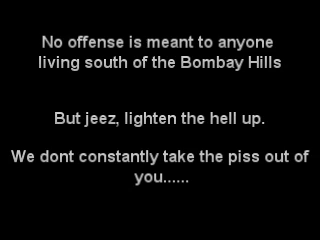 No offense is meant to anyone
living south of the Bombay Hills
But jeez, lighten the hell up.
We dont constantly take the piss out of
you......